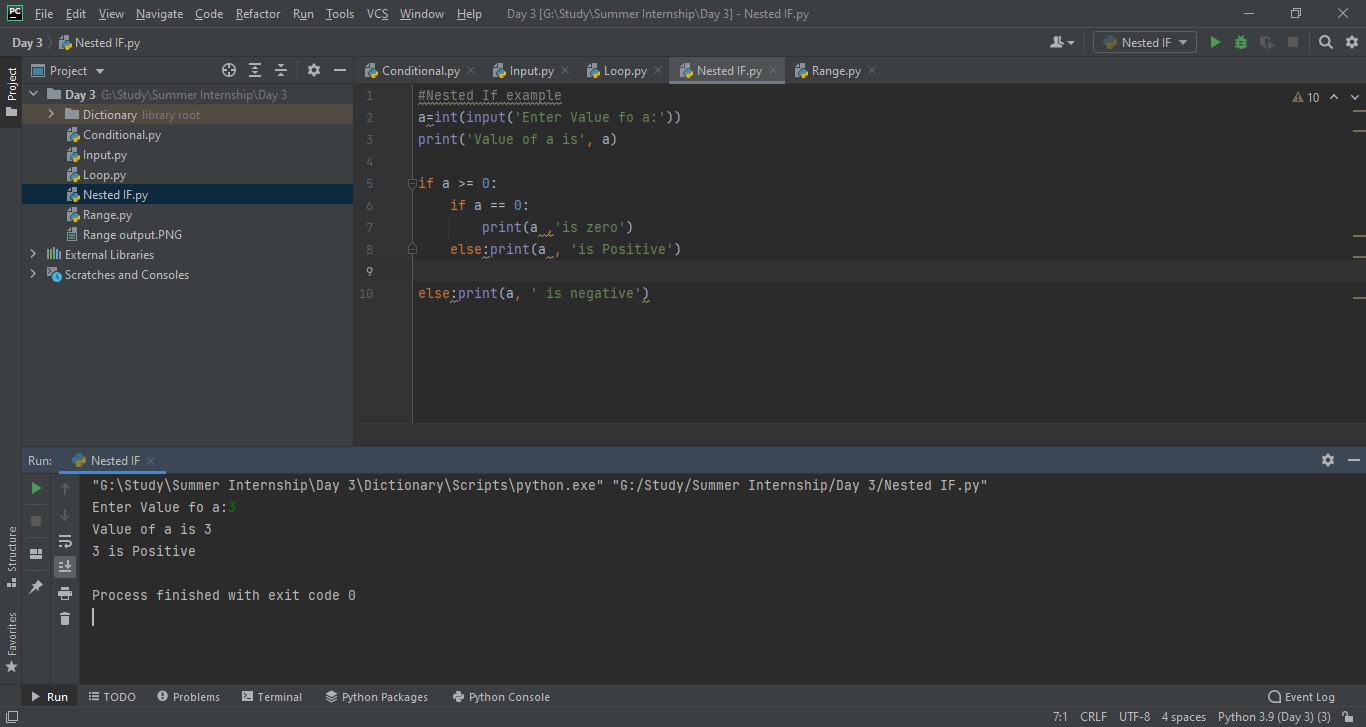 PC File Edit View Navigate Code Refactor Run Tools VCS Window Help Day 3 [G:\Study\Summer Internship\Day 3] - Nested IF.py
Day 3 Nested IF.py Nested IF
Project
Project
Day 3 G:\Study\Summer Internship\Day 3
Dictionary library root
Conditional.py
Input.py
Loop.py
Nested IF.py
Range.py
Range output.PNG
External Libraries
Scratches and Consoles
Conditional.py Input.py Loop.py Nested IF.py Range.py
10
1 #Nested If example
2 a=int(input('Enter Value fo a:'))
3 print('Value of a is', a)
4
5 if a >= 0:
6 if a == 0:
7 print(a ,'is zero')
8 else:print(a , 'is Positive')
9
10 else:print(a, ' is negative')
Run: Nested IF
"G:\Study\Summer Internship\Day 3\Dictionary\Scripts\python.exe" "G:/Study/Summer Internship/Day 3/Nested IF.py"
Enter Value fo a:3
Value of a is 3
3 is Positive
Process finished with exit code 0
Structure
Favorites
Run TODO Problems Terminal Python Packages Python Console Event Log
7:1 CRLF UTF-8 4 spaces Python 3.9 (Day 3) (3)